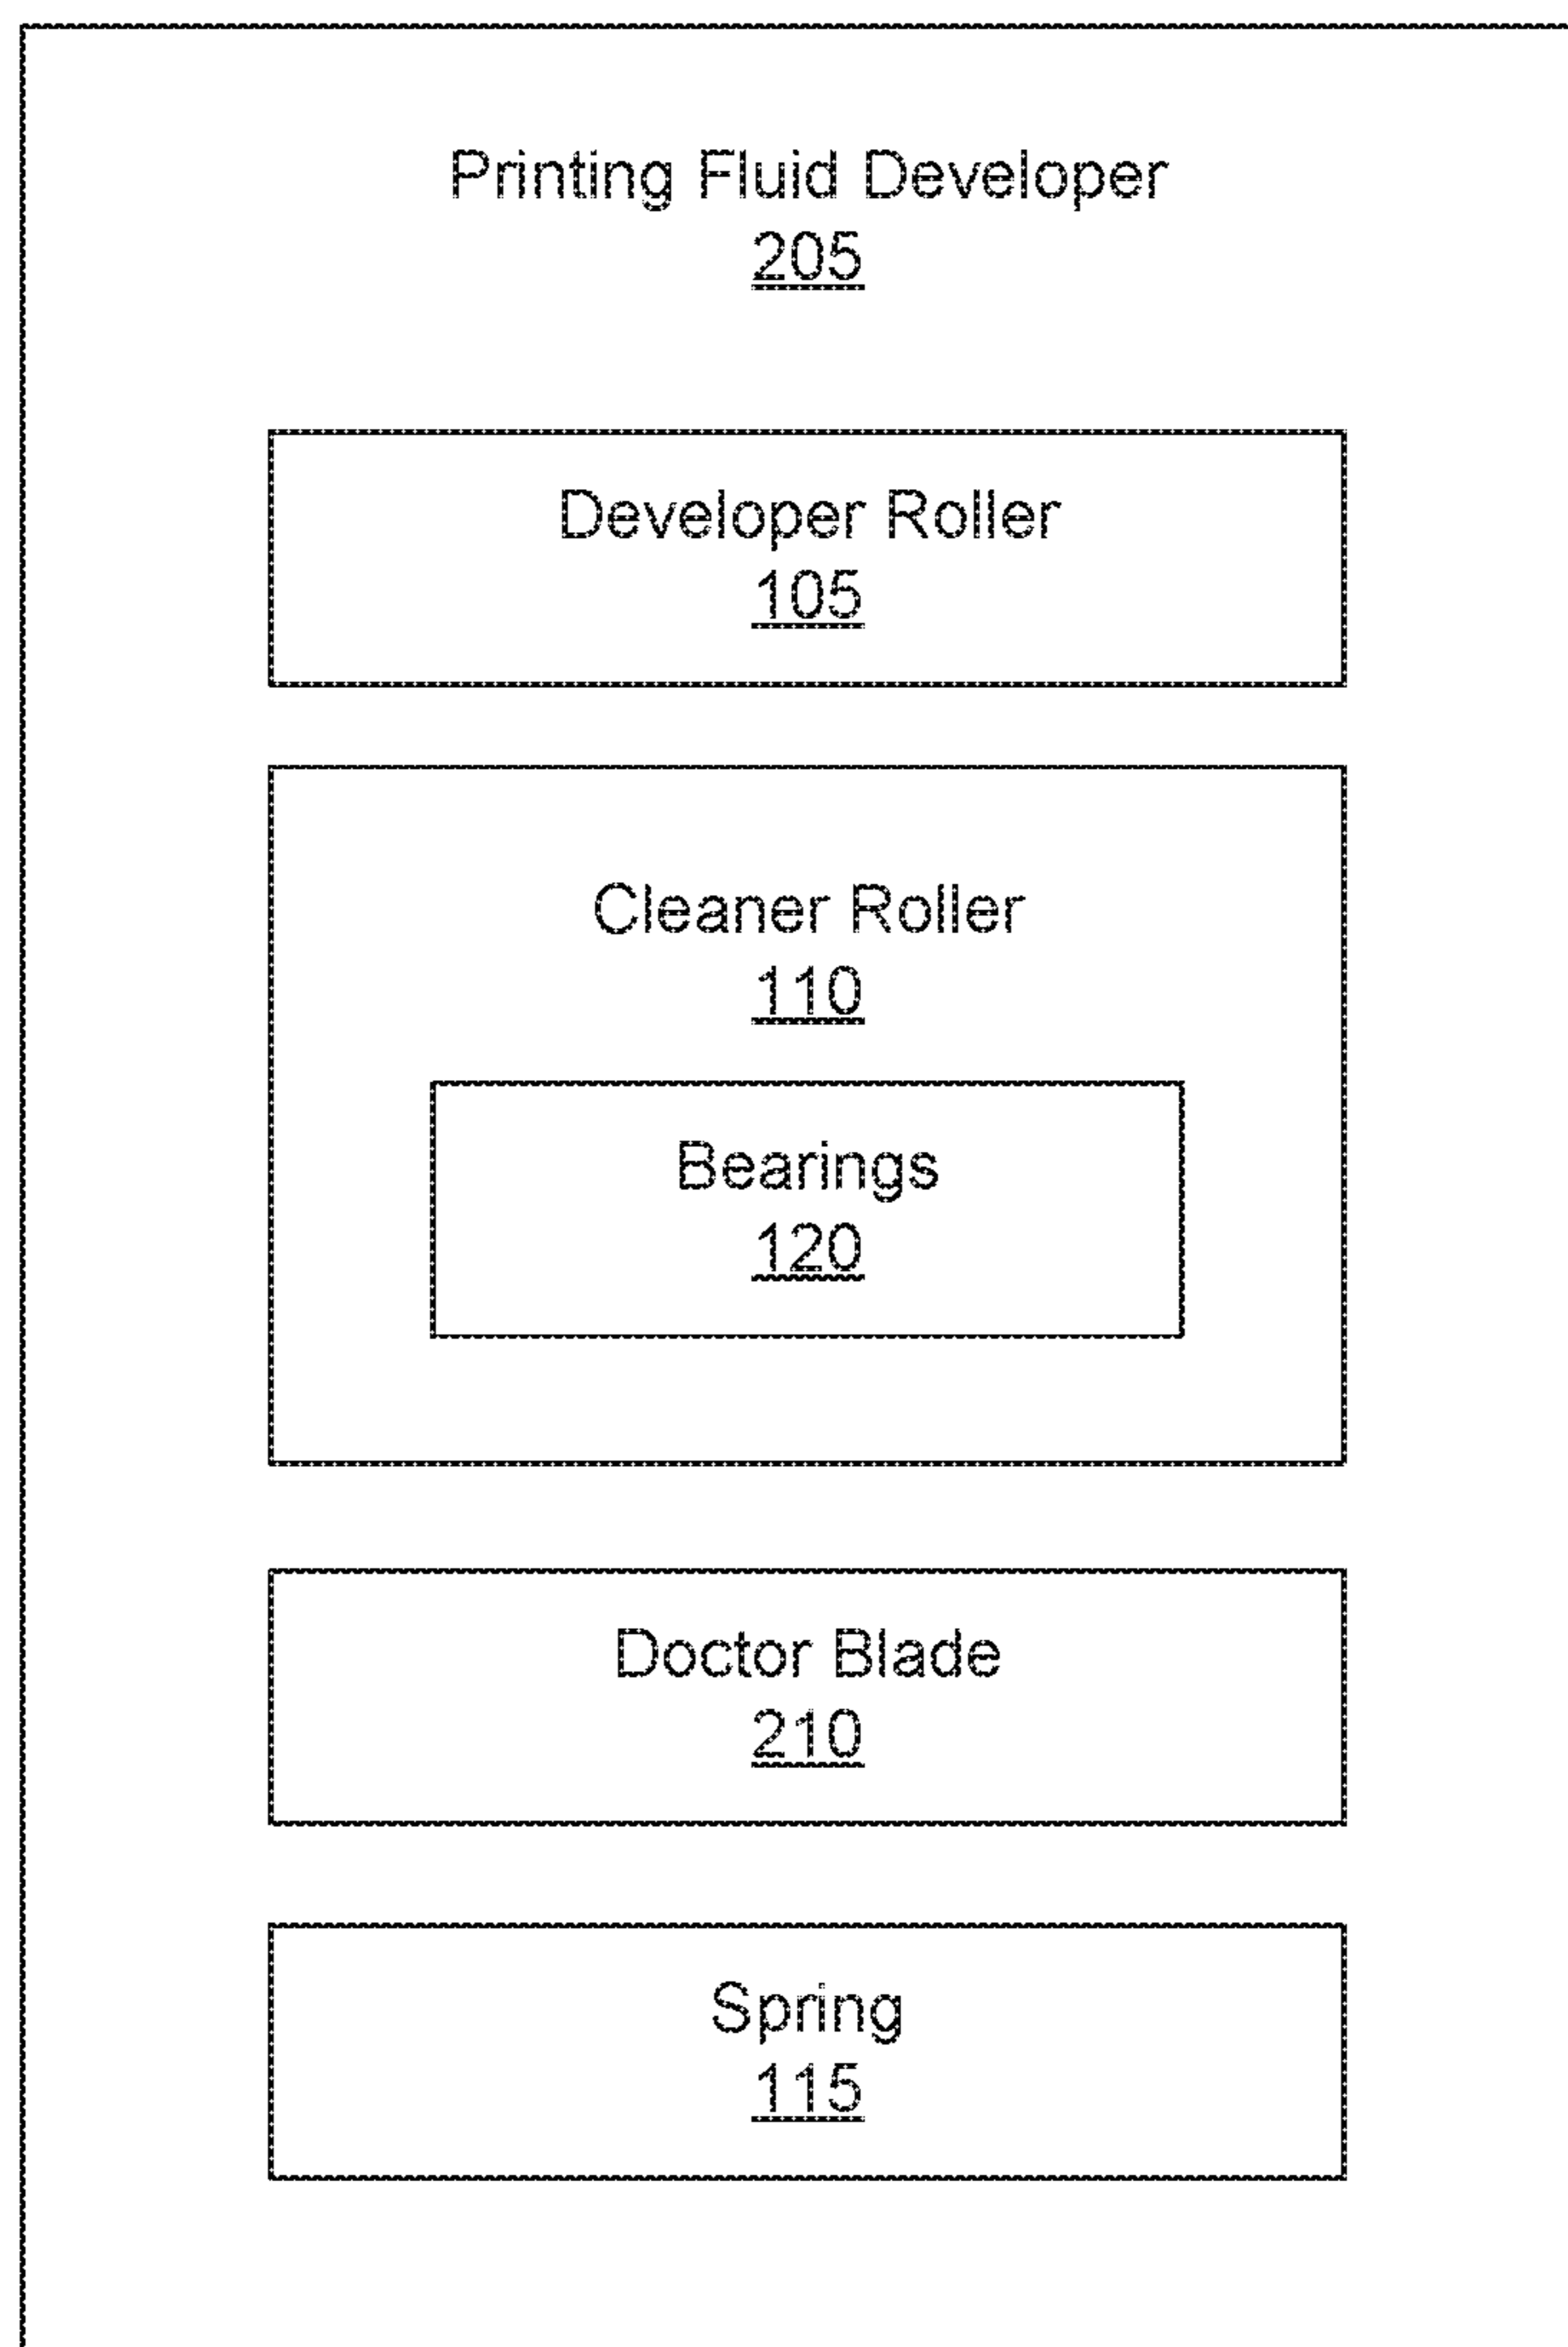 Printing Fluid Developer
205
Developer Roller
105
Cleaner Roller
110
Bearings
120
Doctor Blade
210
Spring
115